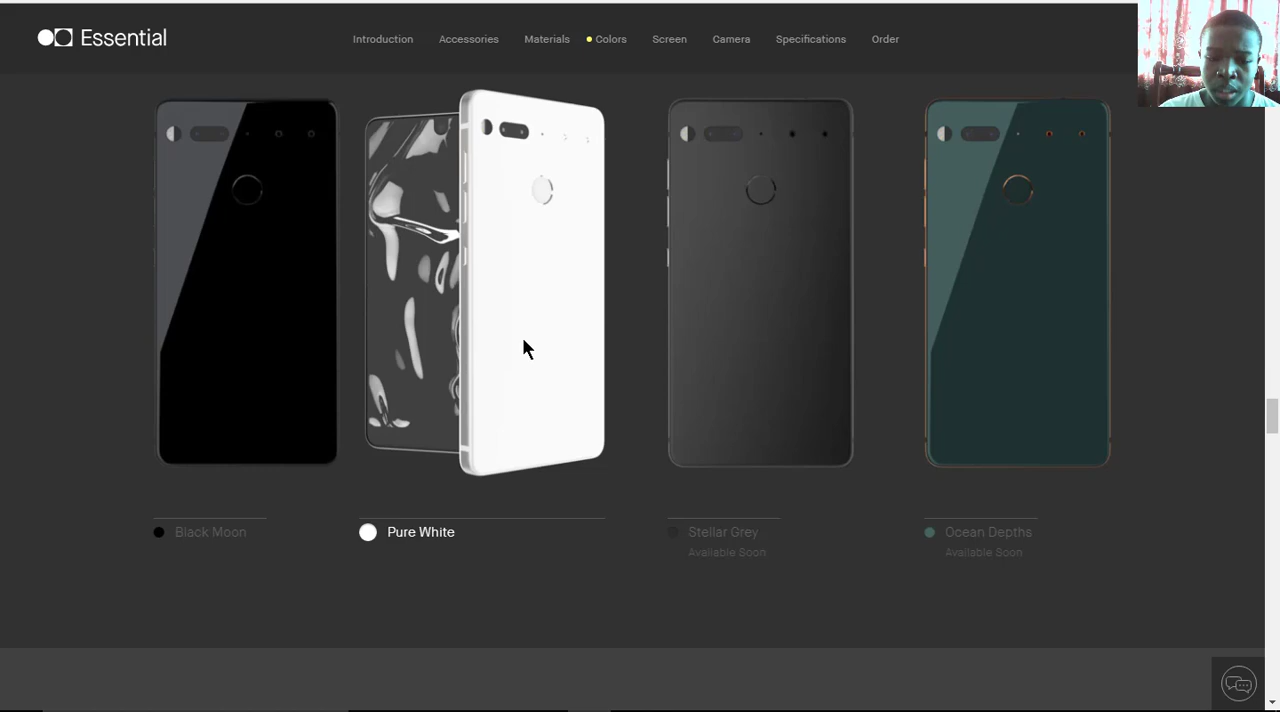 Essential
Introduction Accessories Materials Colors Screen Camera Specifications Order
Black Moon
Pure White
Stellar Grey
Available Soon
Ocean Depths
Available Soon